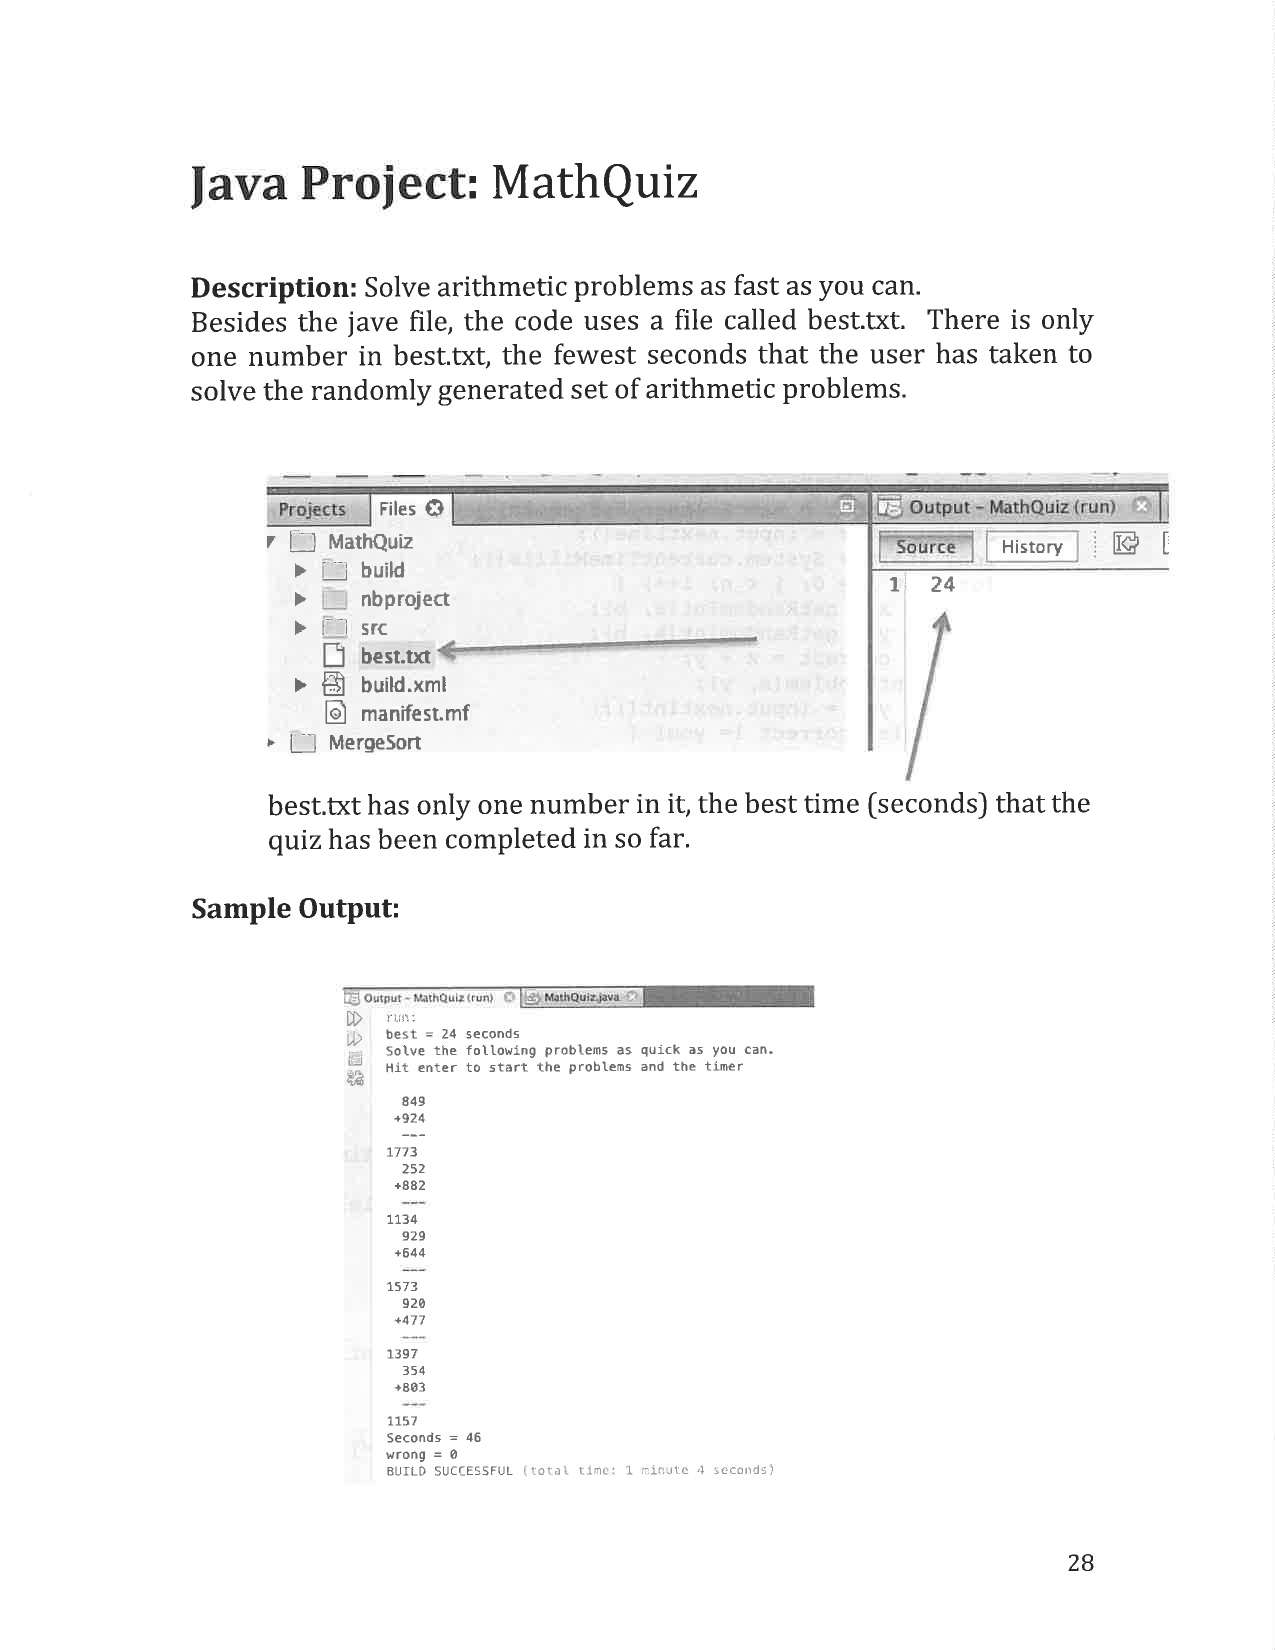 Java Project: MathQuiz
Description: Solve arithmetic problems as fast as you can.
Besides the jave file, the code uses a file called best.txt. There is only
one number in best.txt, the fewest seconds that the user has taken to
solve the randomly generated set of arithmetic problems.
Projects Files Output - MathQuiz (run)
MathQuiz Source History
build
1 24
nbproject
src
best.txt
build.xml
manifest.mf
MergeSort
best.txt has only one number in it, the best time (seconds) that the
quiz has been completed in so far.
Sample Output:
Output - MathQuiz (run) MathQuiz.java
run:
best = 24 seconds
Solve the following problems as quick as you can.
Hit enter to start the problems and the timer
849
+924
---
1773
252
+882
---
1134
929
+644
---
1573
920
+477
---
1397
354
+803
---
1157
Seconds = 46
wrong = 0
BUILD SUCCESSFUL (total time: 1 minute 4 seconds)
28